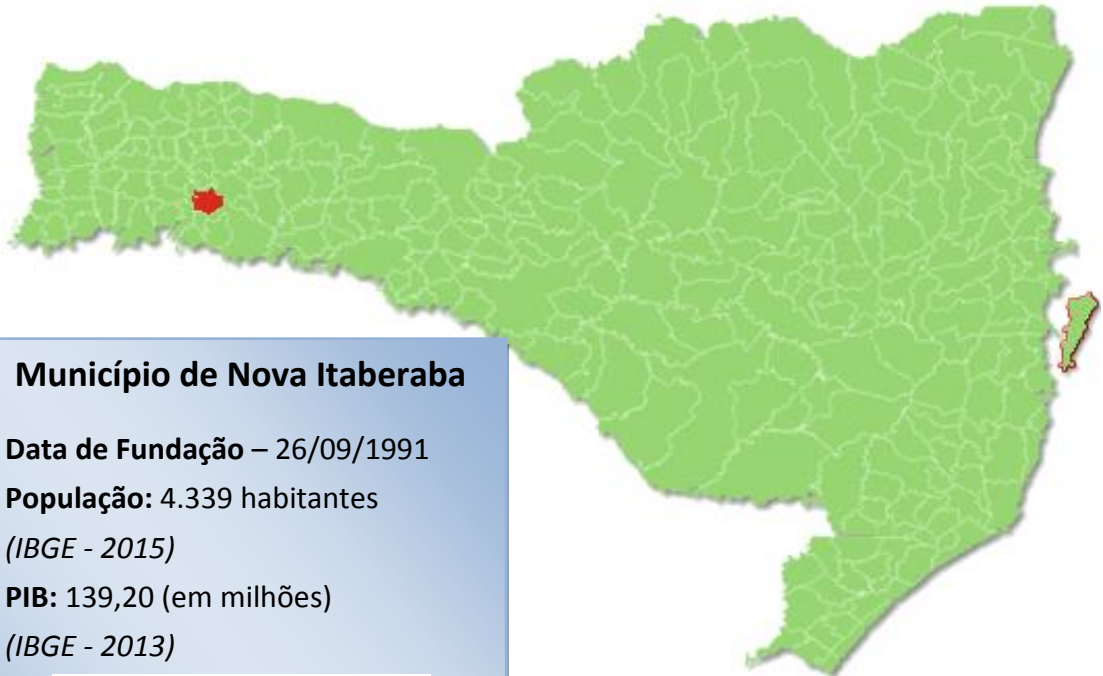 Município de Nova Itaberaba
Data de Fundação – 26/09/1991
População: 4.339 habitantes
(IBGE - 2015)
PIB: 139,20 (em milhões)
(IBGE - 2013)